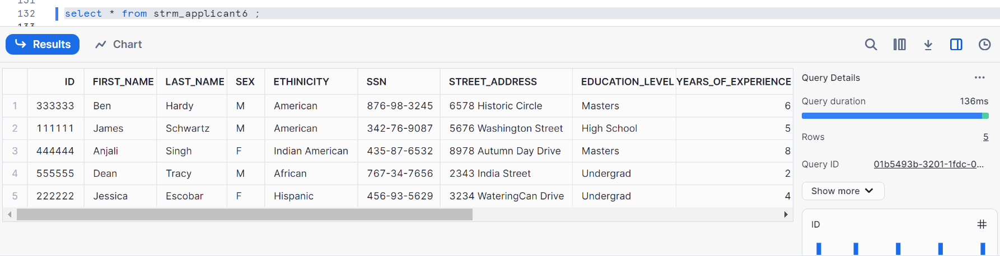 131
132 select * from strm_applicant6 ;
133
Results Chart
ID FIRST_NAME LAST_NAME SEX ETHINICITY SSN STREET_ADDRESS EDUCATION_LEVEL YEARS_OF_EXPERIENCE
1 333333 Ben Hardy M American 876-98-3245 6578 Historic Circle Masters 6
2 111111 James Schwartz M American 342-76-9087 5676 Washington Street High School 5
3 444444 Anjali Singh F Indian American 435-87-6532 8978 Autumn Day Drive Masters 8
4 555555 Dean Tracy M African 767-34-7656 2343 India Street Undergrad 2
5 222222 Jessica Escobar F Hispanic 456-93-5629 3234 WateringCan Drive Undergrad 4
Query Details ...
Query duration 136ms
Rows 5
Query ID 01b5493b-3201-1fdc-0...
Show more
ID #